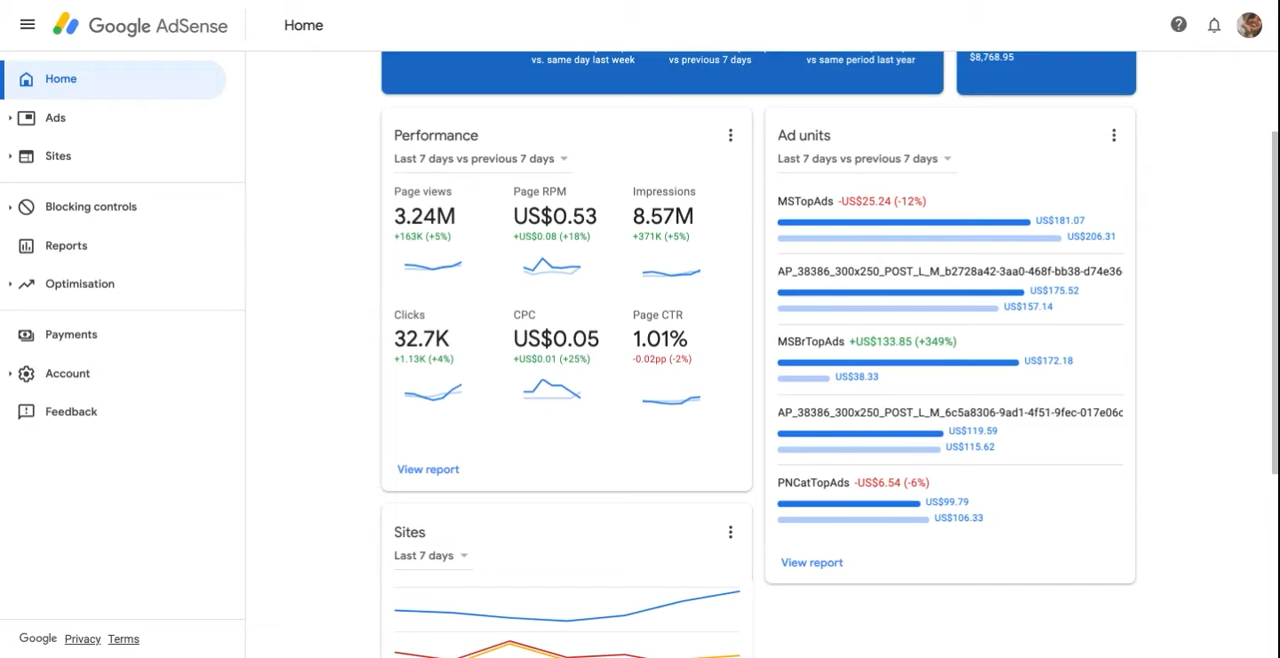 Google AdSense
Home
Home
Ads
Sites
Blocking controls
Reports
Optimisation
Payments
Account
Feedback
Google Privacy Terms
vs. same day last week
vs previous 7 days
vs same period last year
$8,768.95
Performance
Last 7 days vs previous 7 days
Page views
3.24M
+163K (+5%)
Page RPM
US$0.53
+US$0.08 (+18%)
Impressions
8.57M
+371K (+5%)
Clicks
32.7K
+1.13K (+4%)
CPC
US$0.05
+US$0.01 (+25%)
Page CTR
1.01%
-0.02pp (-2%)
View report
Ad units
Last 7 days vs previous 7 days
MSTopAds -US$25.24 (-12%)
US$181.07
US$206.31
AP_38386_300x250_POST_L_M_b2728a42-3aa0-468f-bb38-d74e36
US$175.52
US$157.14
MSBrTopAds +US$133.85 (+349%)
US$172.18
US$38.33
AP_38386_300x250_POST_L_M_6c5a8306-9ad1-4f51-9fec-017e06c
US$119.59
US$115.62
PNCatTopAds -US$6.54 (-6%)
US$99.79
US$106.33
View report
Sites
Last 7 days